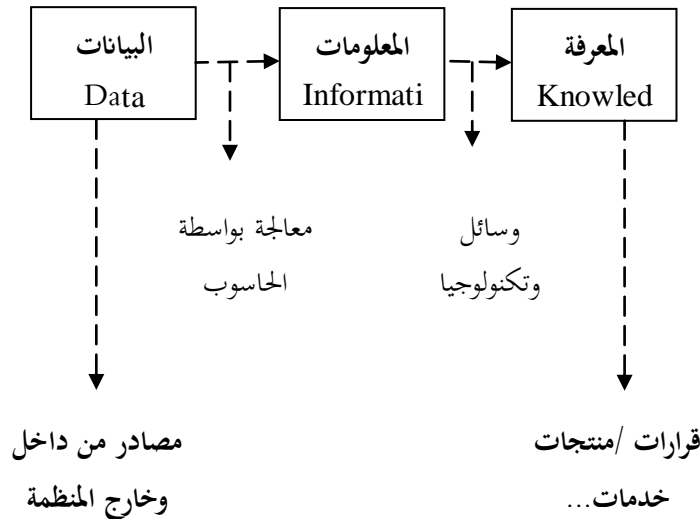 البيانات
Data
المعلومات
Informati
المعرفة
Knowled
معالجة بواسطة
الحاسوب
وسائل
وتكنولوجيا
مصادر من داخل
وخارج المنظمة
قرارات /منتجات
خدمات...